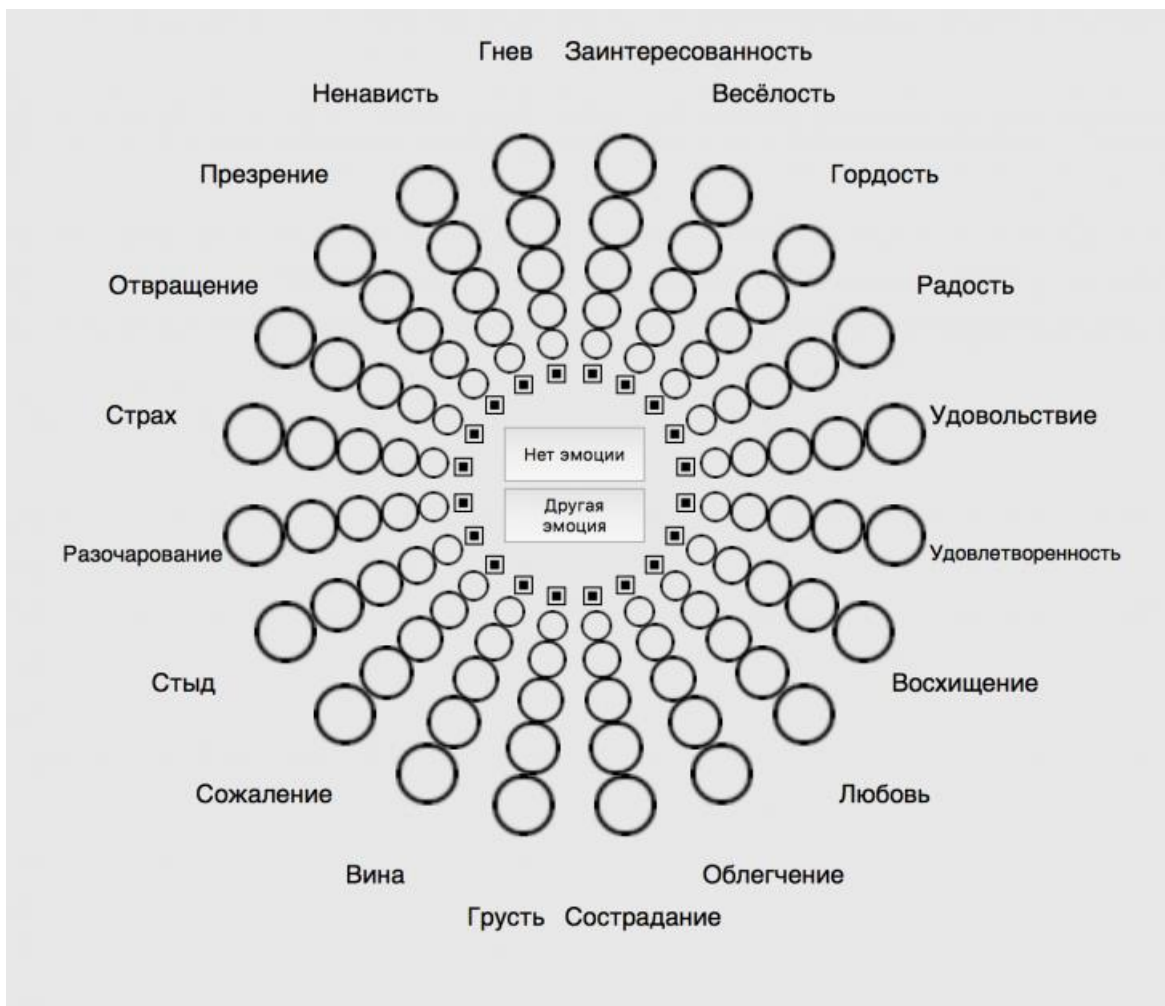 Гнев Заинтересованность
Ненависть Весёлость
Презрение Гордость
Отвращение Радость
Страх Удовольствие
Нет эмоции
Другая
эмоция
Разочарование Удовлетворенность
Стыд Восхищение
Сожаление Любовь
Вина Облегчение
Грусть Сострадание